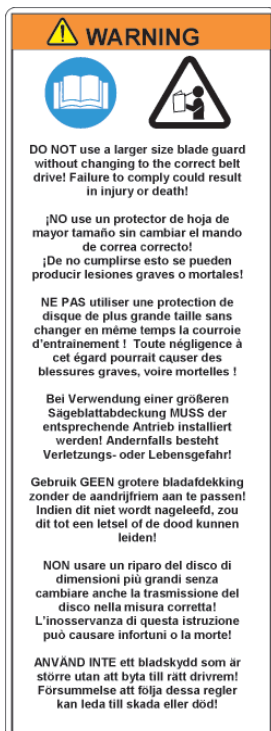 WARNING
DO NOT use a larger size blade guard
without changing to the correct belt
drive! Failure to comply could result
in injury or death!
¡NO use un protector de hoja de
mayor tamaño sin cambiar el mando
de correa correcto!
¡De no cumplirse esto se pueden
producir lesiones graves o mortales!
NE PAS utiliser une protection de
disque de plus grande taille sans
changer en même temps la courroie
d'entrainement ! Toute négligence à
cet égard pourrait causer des
blessures graves, voire mortelles !
Bei Verwendung einer größeren
Sägeblattabdeckung MUSS der
entsprechende Antrieb installiert
werden! Andernfalls besteht
Verletzungs- oder Lebensgefahr!
Gebruik GEEN grotere bladafdekking
zonder de aandrijfriem aan te passen!
Indien dit niet wordt nageleefd, zou
dit tot een letsel of de dood kunnen
leiden!
NON usare un riparo del disco di
dimensioni più grandi senza
cambiare anche la trasmissione del
disco nella misura corretta!
L'inosservanza di questa istruzione
può causare infortuni o la morte!
ANVÄND INTE ett bladskydd som är
större utan att byta till rätt drivrem!
Försummelse att följa dessa regler
kan leda till skada eller död!